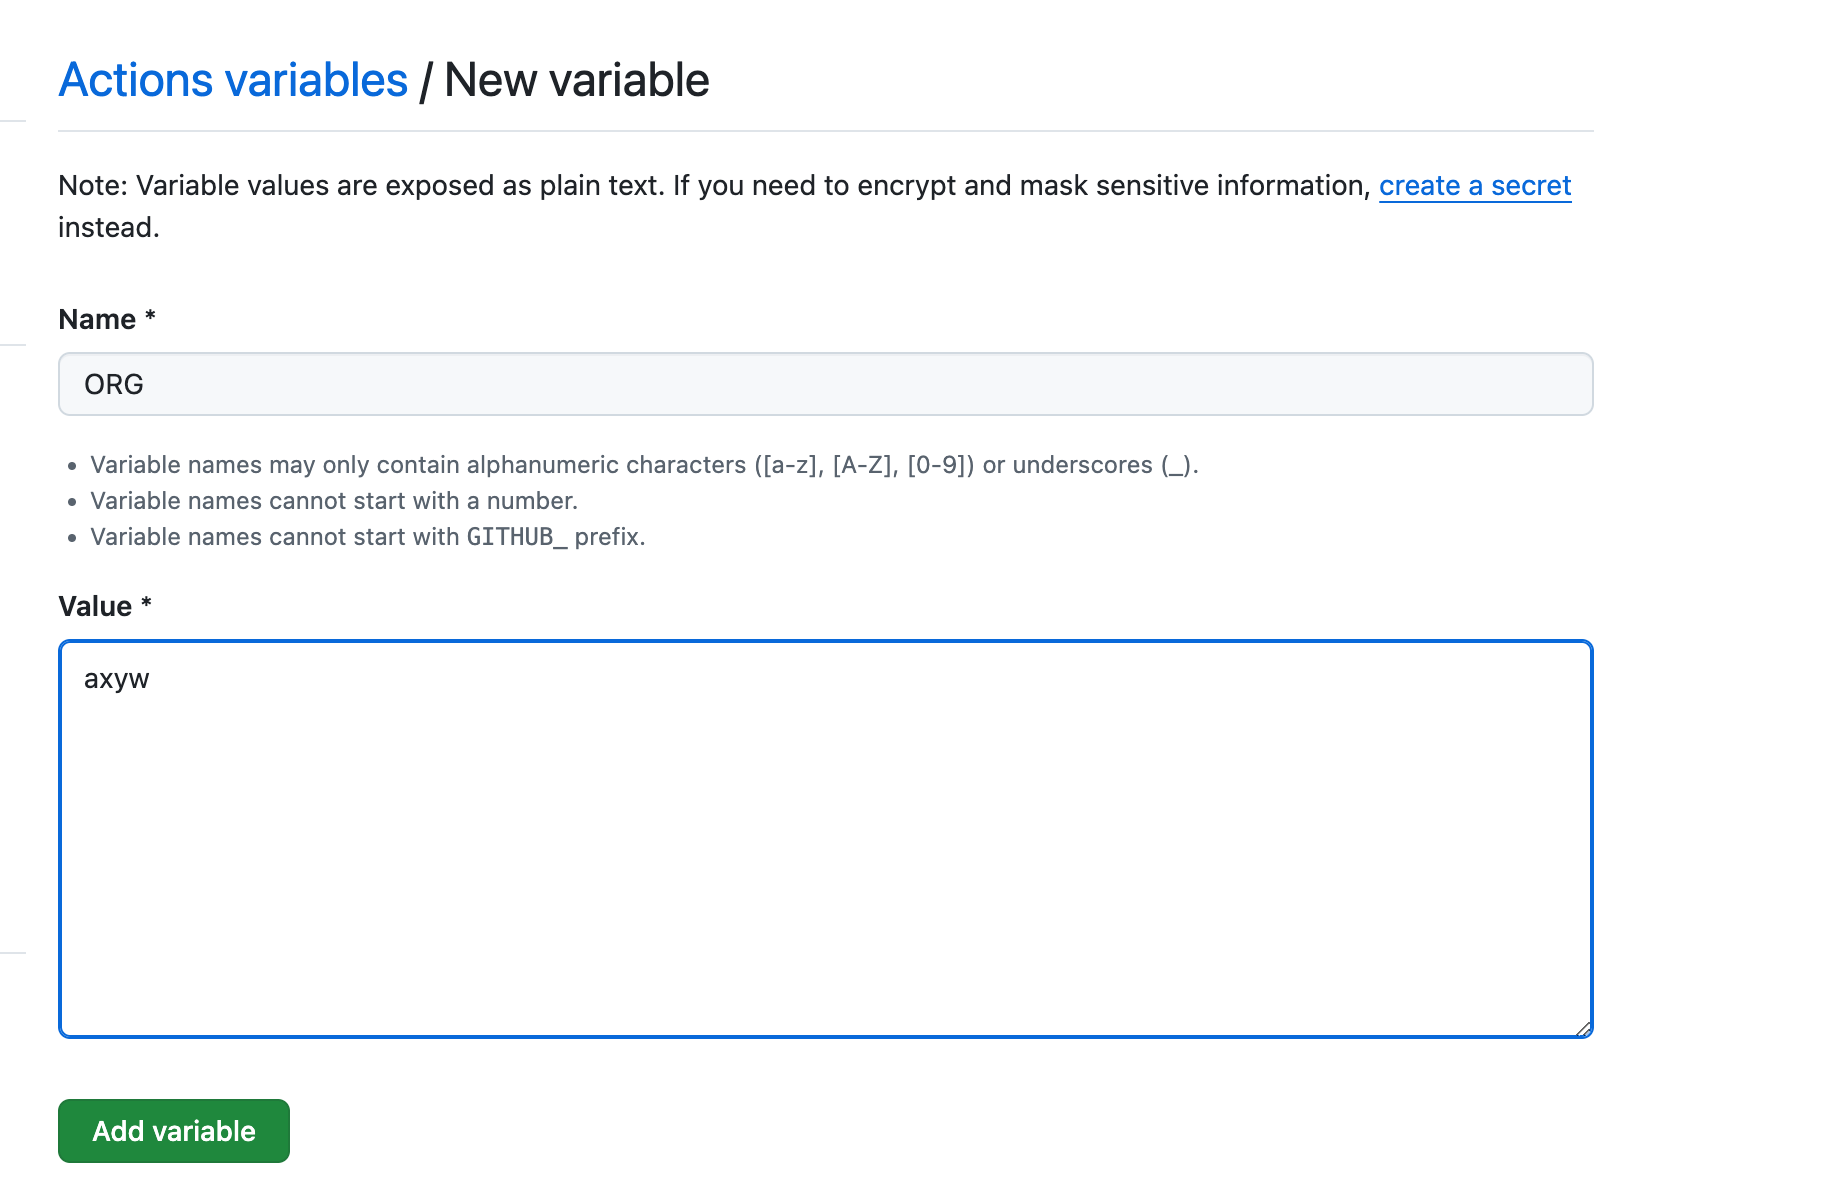 Actions variables / New variable
Note: Variable values are exposed as plain text. If you need to encrypt and mask sensitive information, create a secret
instead.
Name *
ORG
• Variable names may only contain alphanumeric characters ([a-z], [A-Z], [0-9]) or underscores (_).
• Variable names cannot start with a number.
• Variable names cannot start with GITHUB_ prefix.
Value *
axyw
Add variable